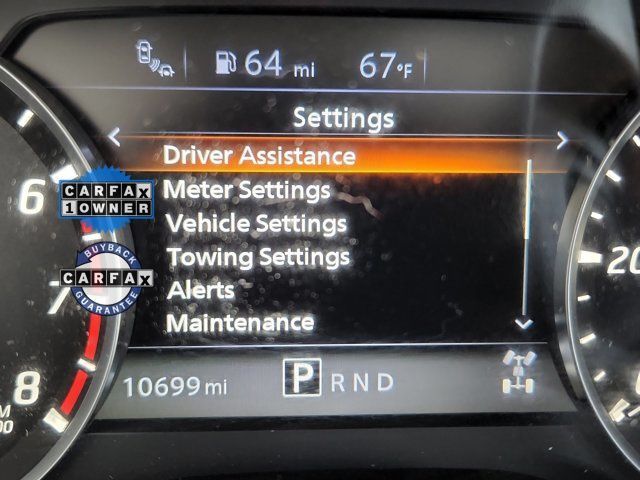 64 mi 67°F
Settings
Driver Assistance
Meter Settings
Vehicle Settings
Towing Settings
Alerts
Maintenance
10699 mi P R N D
6
7
8
CARFAX
1 OWNER
BUYBACK
CARFAX
GUARANTEE
20